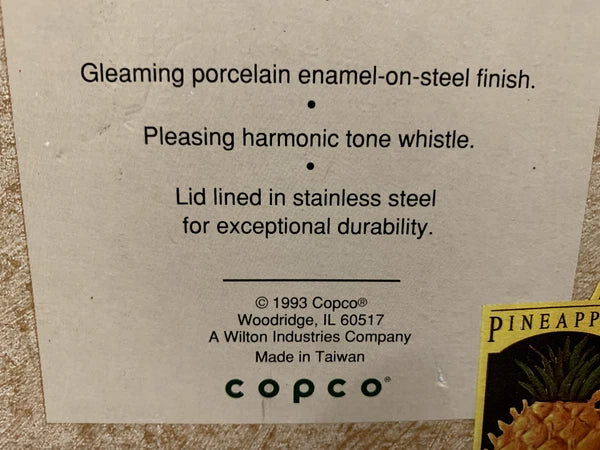 Gleaming porcelain enamel-on-steel finish.
•
Pleasing harmonic tone whistle.
•
Lid lined in stainless steel
for exceptional durability.
© 1993 Copco®
Woodridge, IL 60517
A Wilton Industries Company
Made in Taiwan
copco®
PINEAPP